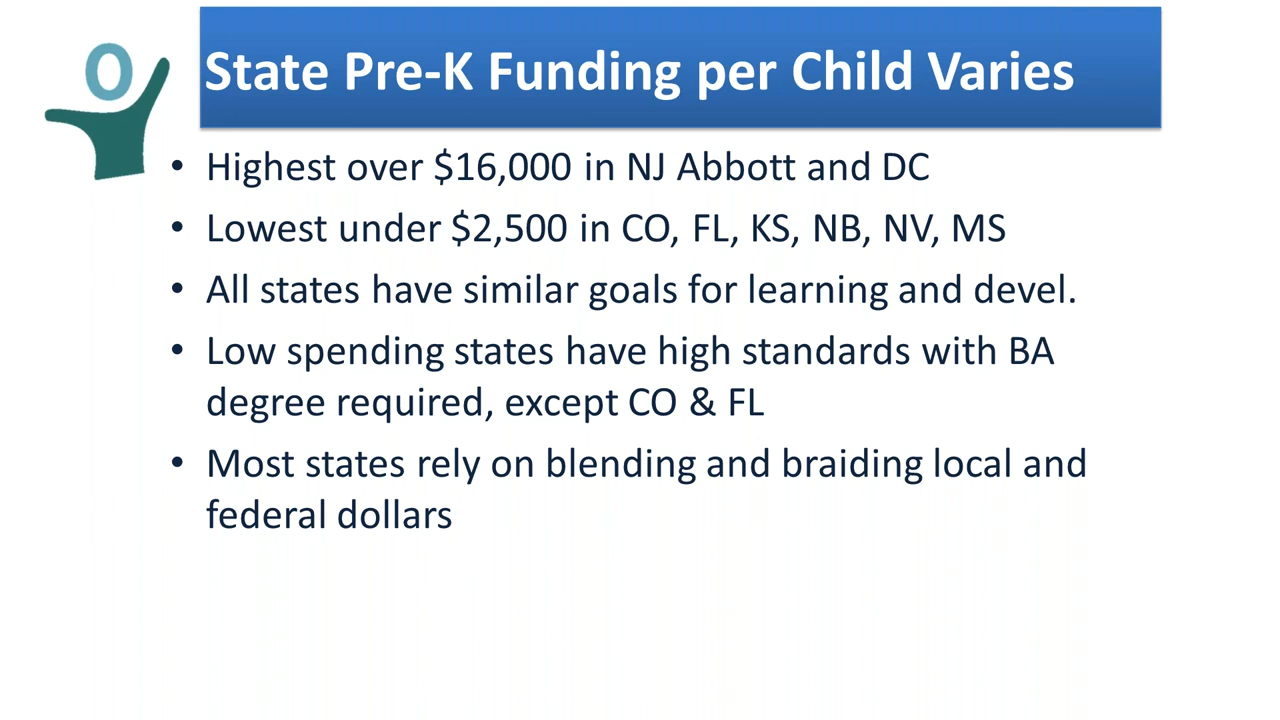 State Pre-K Funding per Child Varies
• Highest over $16,000 in NJ Abbott and DC
• Lowest under $2,500 in CO, FL, KS, NB, NV, MS
• All states have similar goals for learning and devel.
• Low spending states have high standards with BA
degree required, except CO & FL
• Most states rely on blending and braiding local and
federal dollars